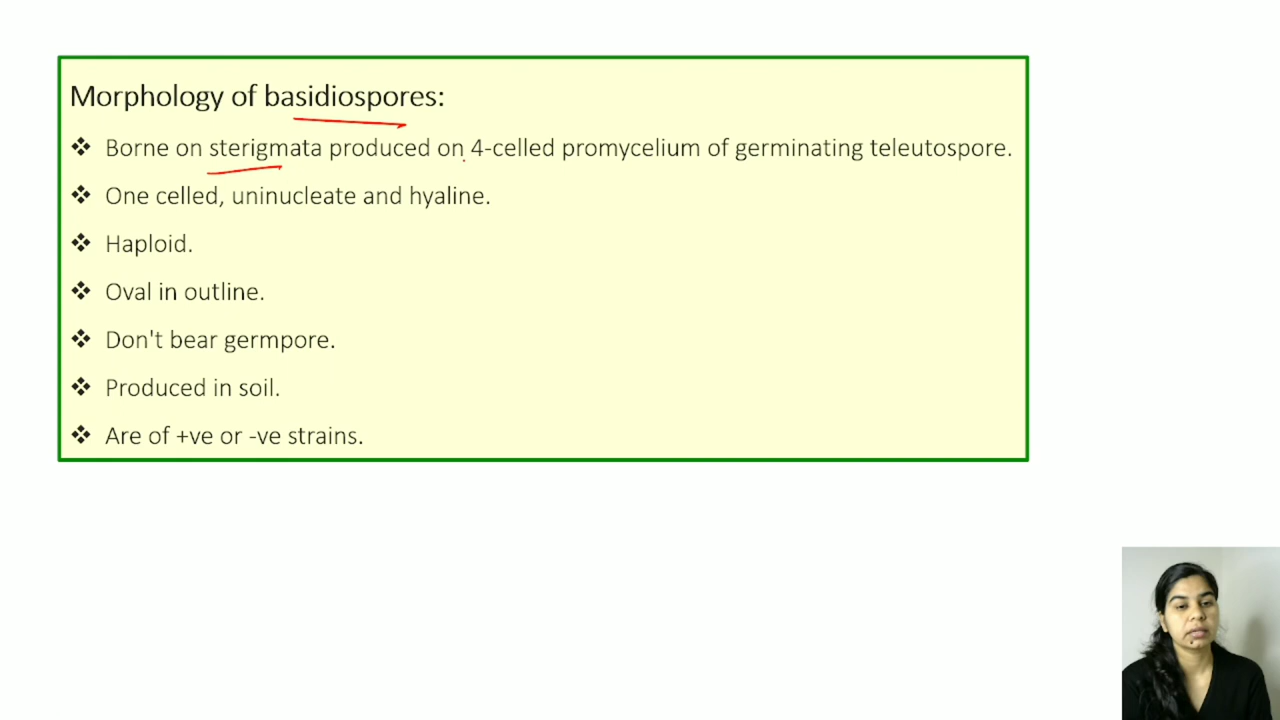 Morphology of basidiospores:
❖ Borne on sterigmata produced on 4-celled promycelium of germinating teleutospore.
❖ One celled, uninucleate and hyaline.
❖ Haploid.
❖ Oval in outline.
❖ Don't bear germpore.
❖ Produced in soil.
❖ Are of +ve or -ve strains.